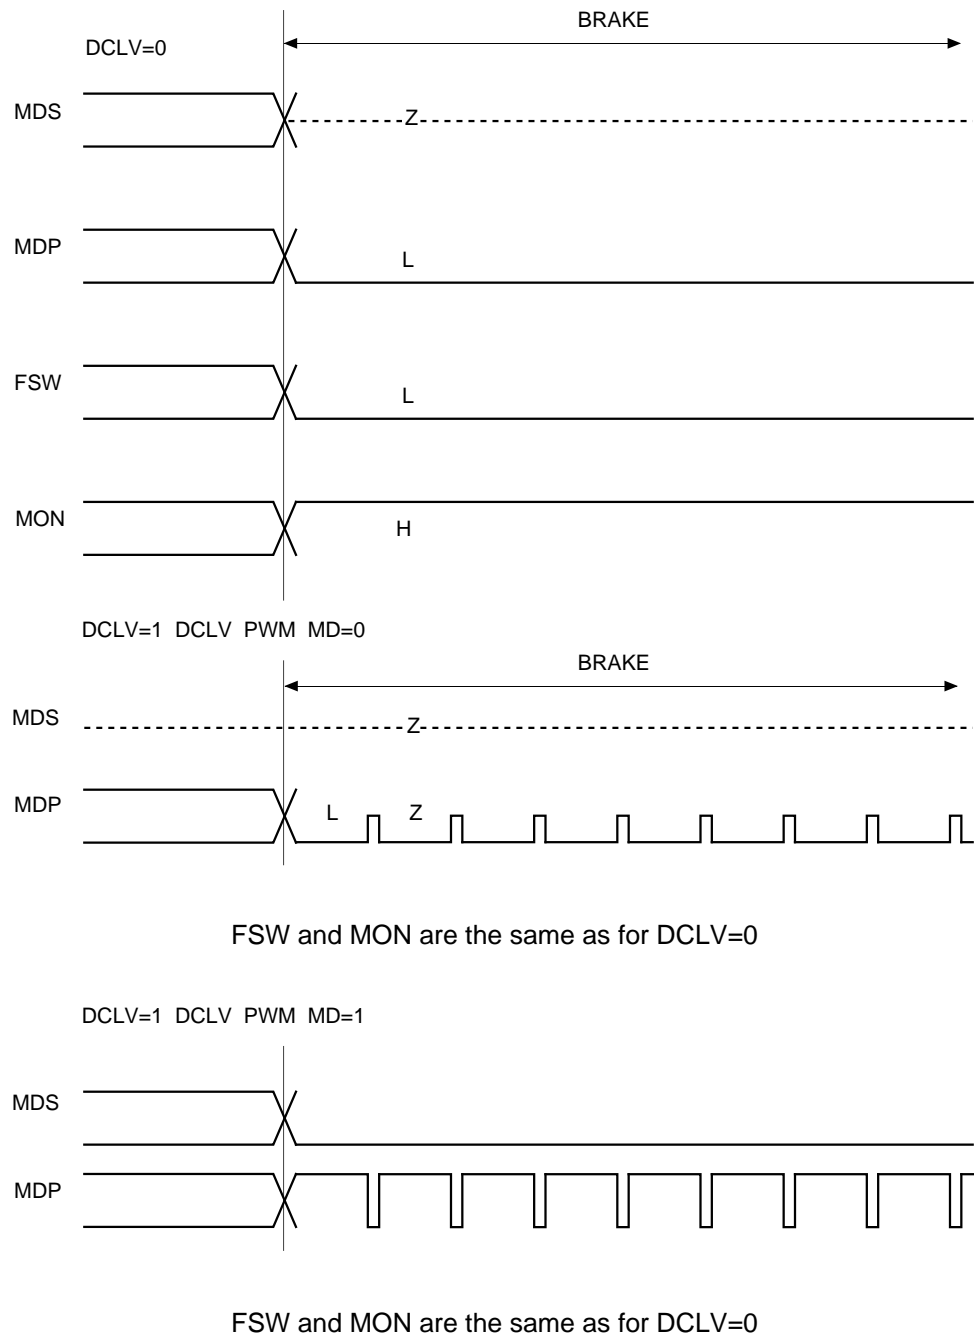 BRAKE
DCLV=0
MDS
Z
MDP
L
FSW
L
MON
H
DCLV=1 DCLV PWM MD=0
BRAKE
MDS
Z
MDP
L Z
FSW and MON are the same as for DCLV=0
DCLV=1 DCLV PWM MD=1
MDS
MDP
FSW and MON are the same as for DCLV=0